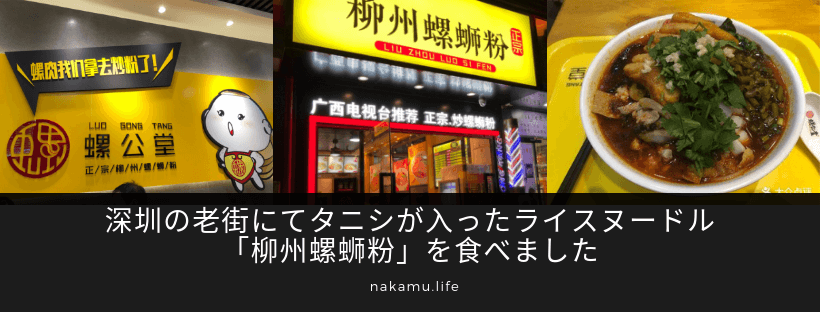 螺肉我们拿去炒粉了!
LUO GONG TANG
螺公堂
正宗柳州螺蛳粉
柳州螺蛳粉
正宗
LIU ZHOU LUO SI FEN
广西电视台推荐 正宗.炒螺蛳粉
大众点评
深圳の老街にてタニシが入ったライスヌードル
「柳州螺蛳粉」を食べました
nakamu.life